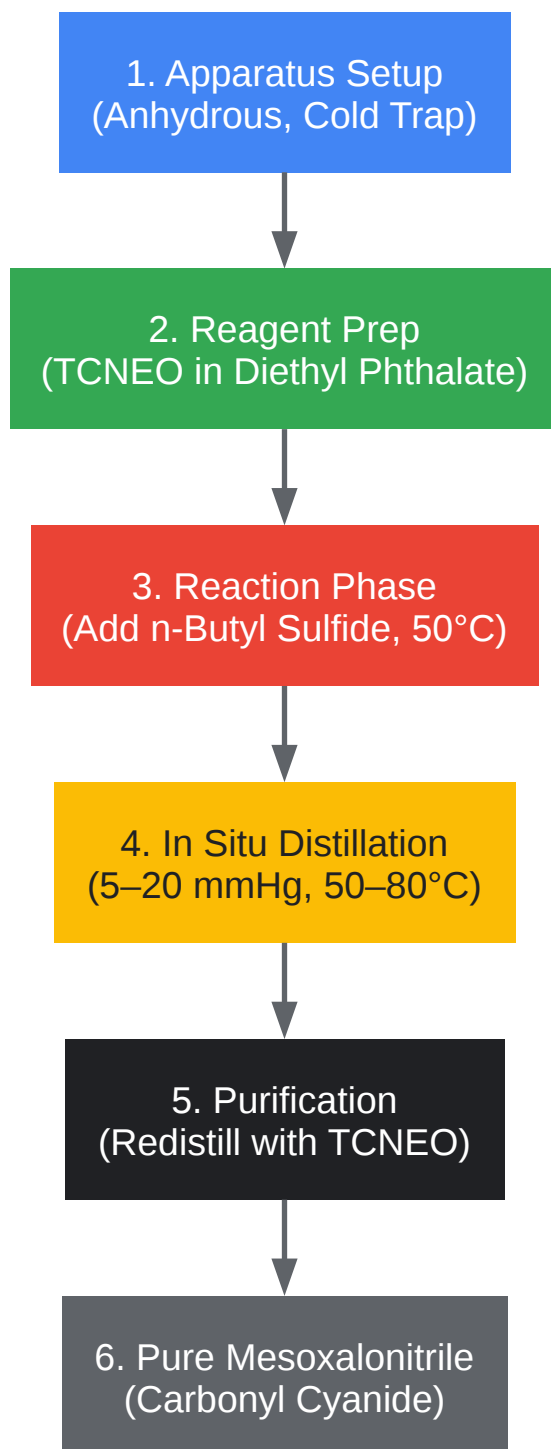 1. Apparatus Setup
(Anhydrous, Cold Trap)
2. Reagent Prep
(TCNEO in Diethyl Phthalate)
3. Reaction Phase
(Add n-Butyl Sulfide, 50°C)
4. In Situ Distillation
(5–20 mmHg, 50–80°C)
5. Purification
(Redistill with TCNEO)
6. Pure Mesoxalonitrile
(Carbonyl Cyanide)